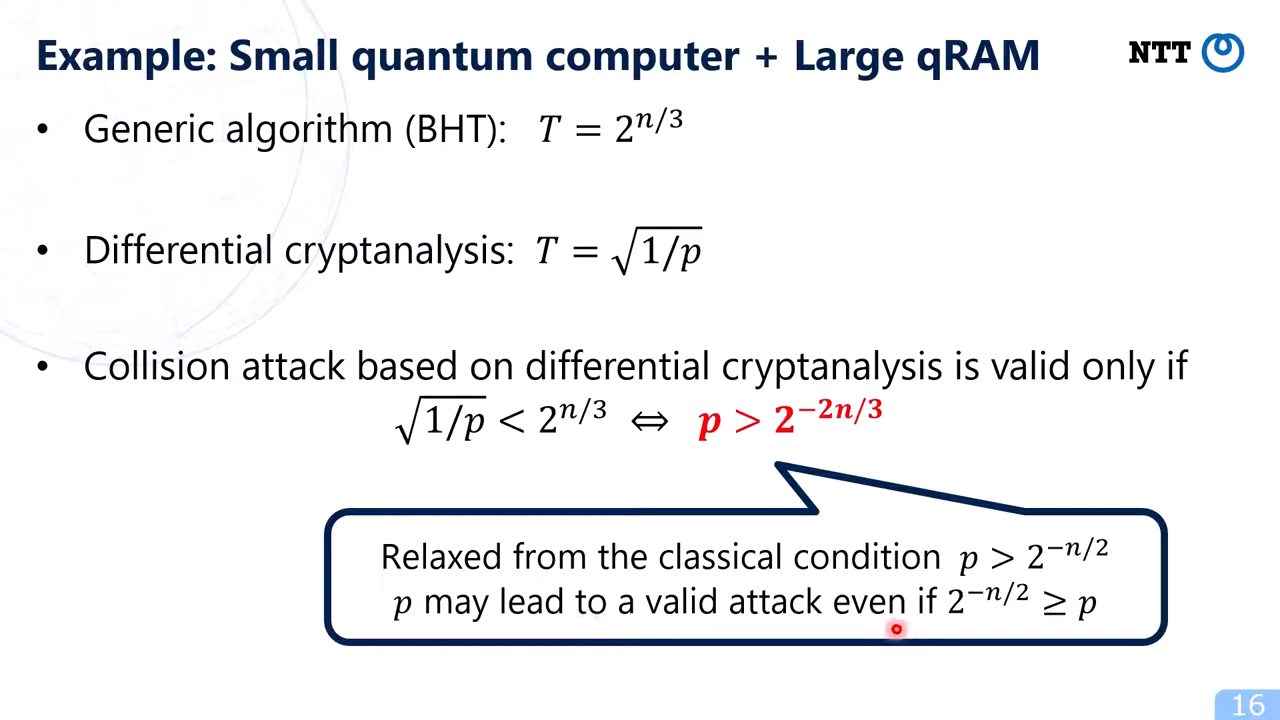 Example: Small quantum computer + Large qRAM
NTT
• Generic algorithm (BHT): T = 2^{n/3}
• Differential cryptanalysis: T = √(1/p)
• Collision attack based on differential cryptanalysis is valid only if
√(1/p) < 2^{n/3} ⇔ p > 2^{−2n/3}
Relaxed from the classical condition p > 2^{−n/2}
p may lead to a valid attack even if 2^{−n/2} ≥ p
16